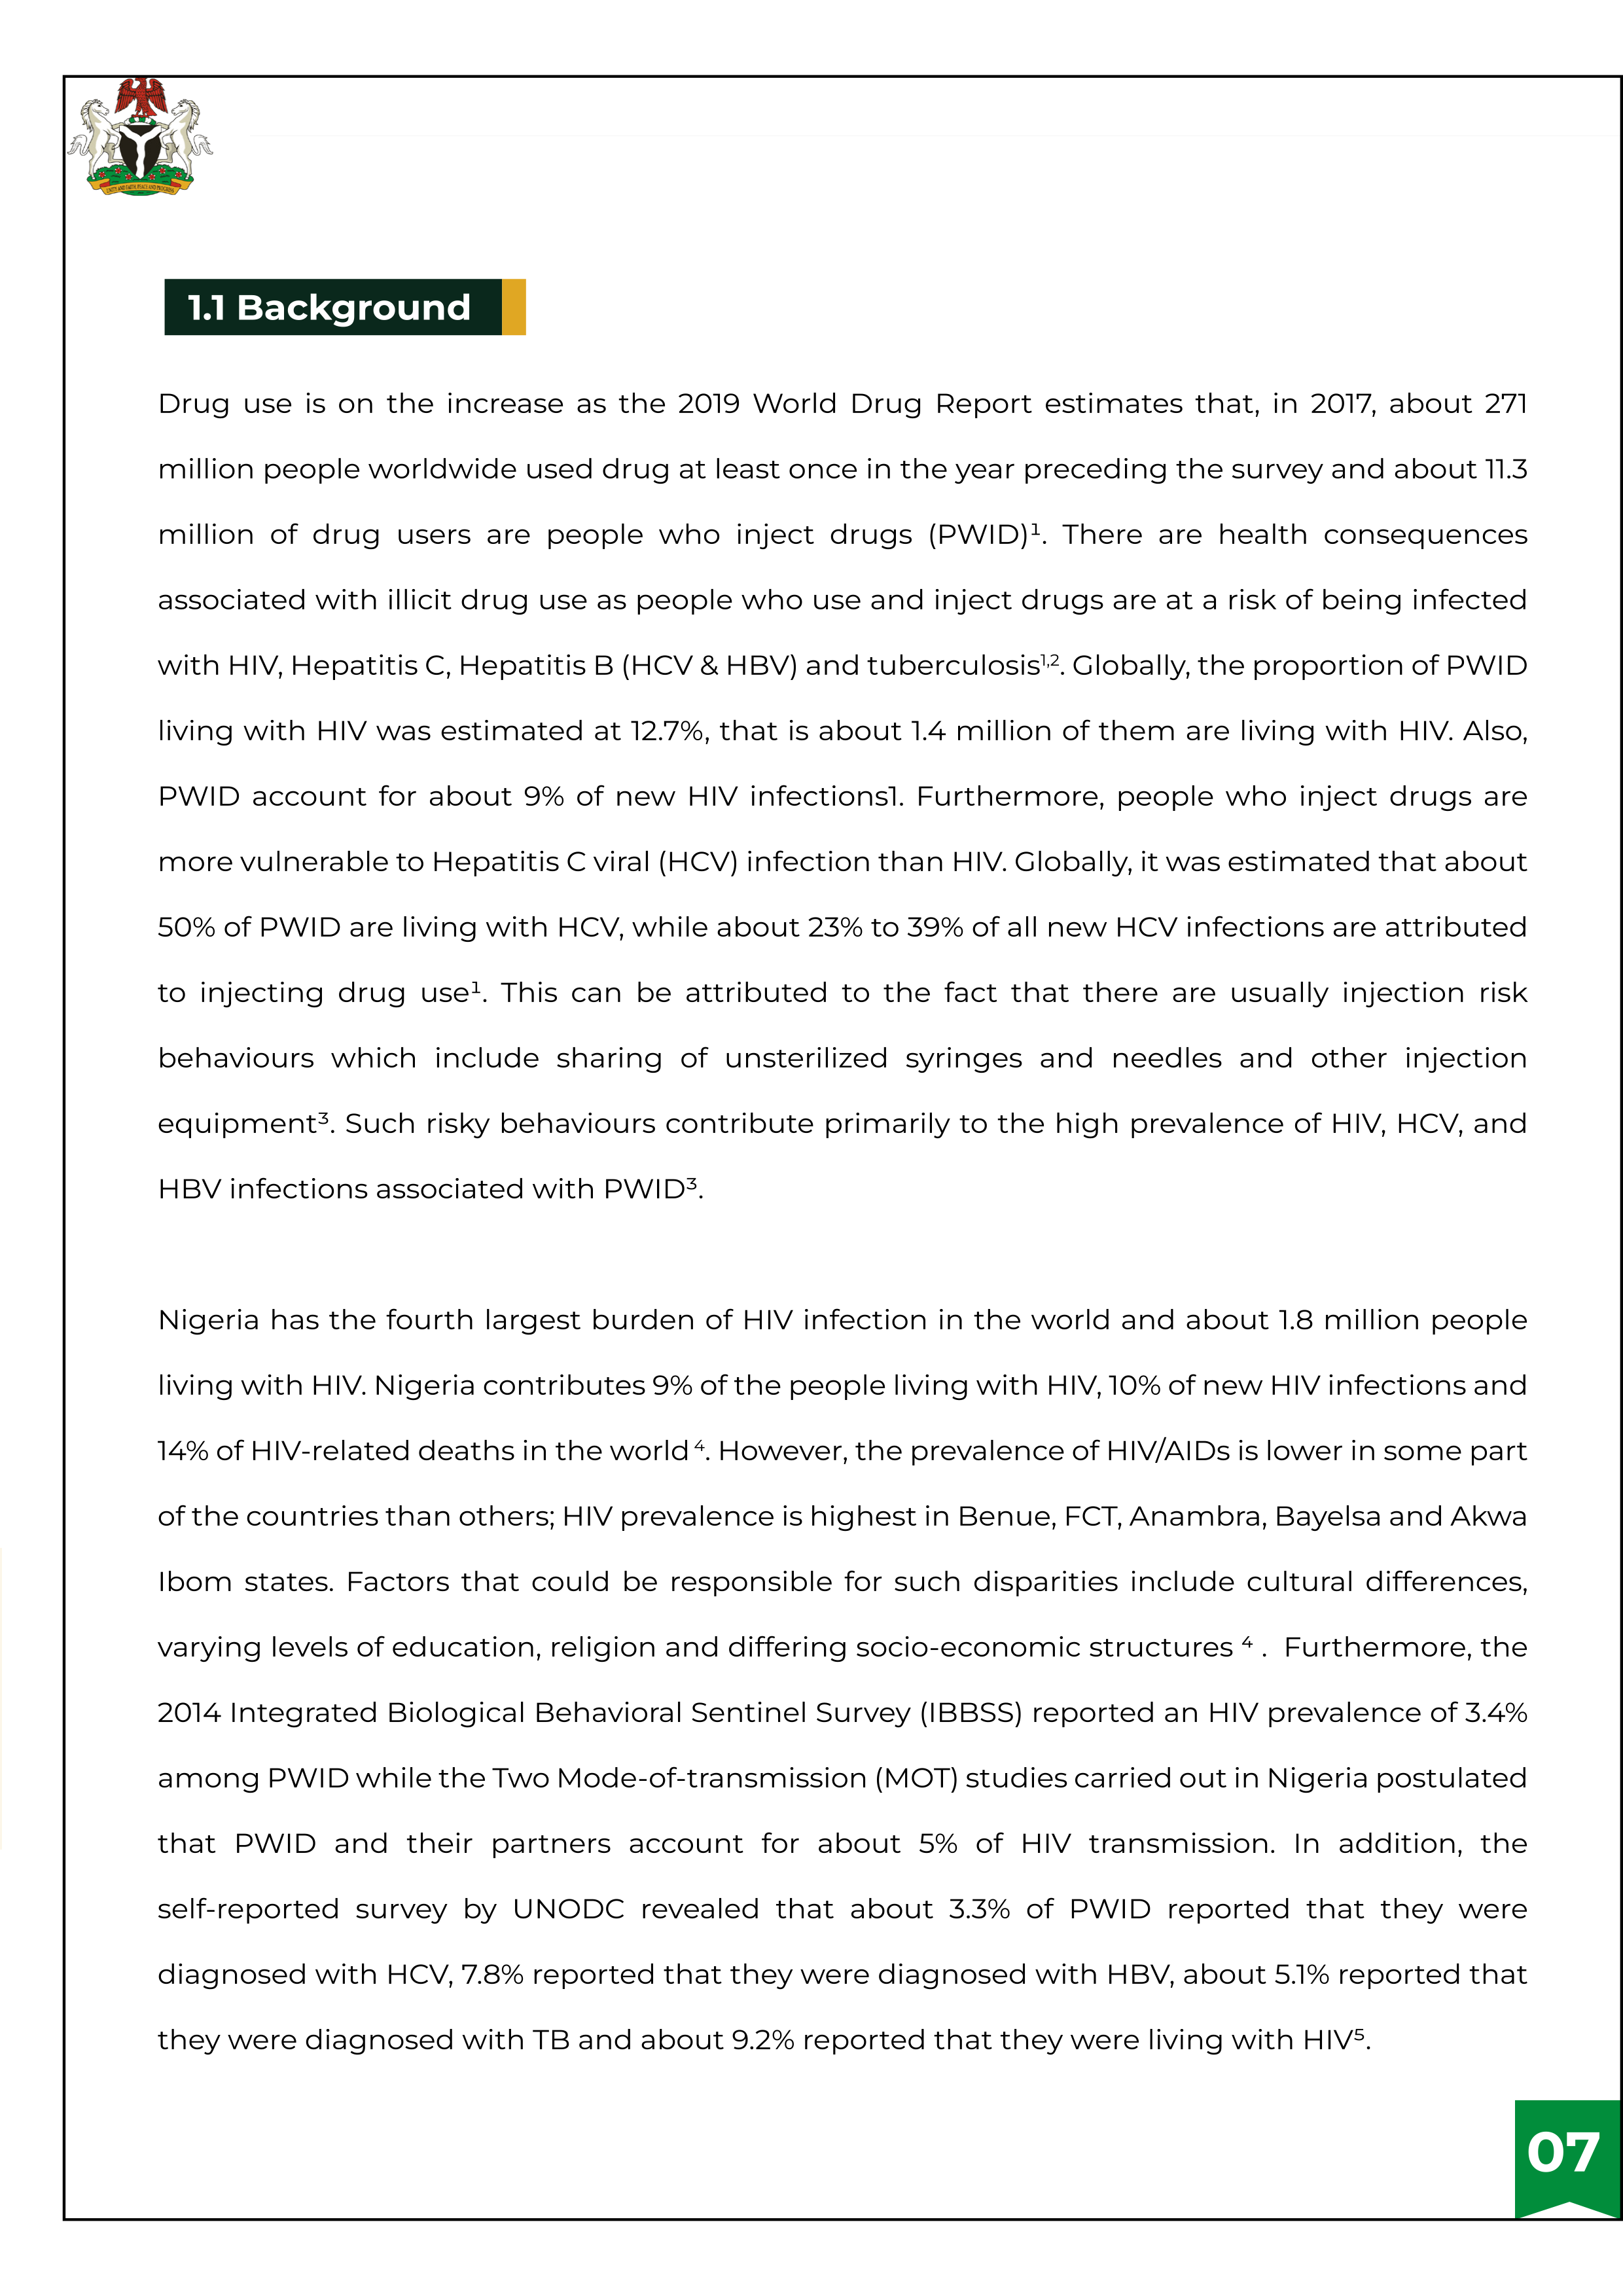 UNITY AND FAITH, PEACE AND PROGRESS
1.1 Background
Drug use is on the increase as the 2019 World Drug Report estimates that, in 2017, about 271
million people worldwide used drug at least once in the year preceding the survey and about 11.3
million of drug users are people who inject drugs (PWID)¹. There are health consequences
associated with illicit drug use as people who use and inject drugs are at a risk of being infected
with HIV, Hepatitis C, Hepatitis B (HCV & HBV) and tuberculosis¹,². Globally, the proportion of PWID
living with HIV was estimated at 12.7%, that is about 1.4 million of them are living with HIV. Also,
PWID account for about 9% of new HIV infections1. Furthermore, people who inject drugs are
more vulnerable to Hepatitis C viral (HCV) infection than HIV. Globally, it was estimated that about
50% of PWID are living with HCV, while about 23% to 39% of all new HCV infections are attributed
to injecting drug use¹. This can be attributed to the fact that there are usually injection risk
behaviours which include sharing of unsterilized syringes and needles and other injection
equipment³. Such risky behaviours contribute primarily to the high prevalence of HIV, HCV, and
HBV infections associated with PWID³.
Nigeria has the fourth largest burden of HIV infection in the world and about 1.8 million people
living with HIV. Nigeria contributes 9% of the people living with HIV, 10% of new HIV infections and
14% of HIV-related deaths in the world ⁴. However, the prevalence of HIV/AIDs is lower in some part
of the countries than others; HIV prevalence is highest in Benue, FCT, Anambra, Bayelsa and Akwa
Ibom states. Factors that could be responsible for such disparities include cultural differences,
varying levels of education, religion and differing socio-economic structures ⁴ . Furthermore, the
2014 Integrated Biological Behavioral Sentinel Survey (IBBSS) reported an HIV prevalence of 3.4%
among PWID while the Two Mode-of-transmission (MOT) studies carried out in Nigeria postulated
that PWID and their partners account for about 5% of HIV transmission. In addition, the
self-reported survey by UNODC revealed that about 3.3% of PWID reported that they were
diagnosed with HCV, 7.8% reported that they were diagnosed with HBV, about 5.1% reported that
they were diagnosed with TB and about 9.2% reported that they were living with HIV⁵.
07